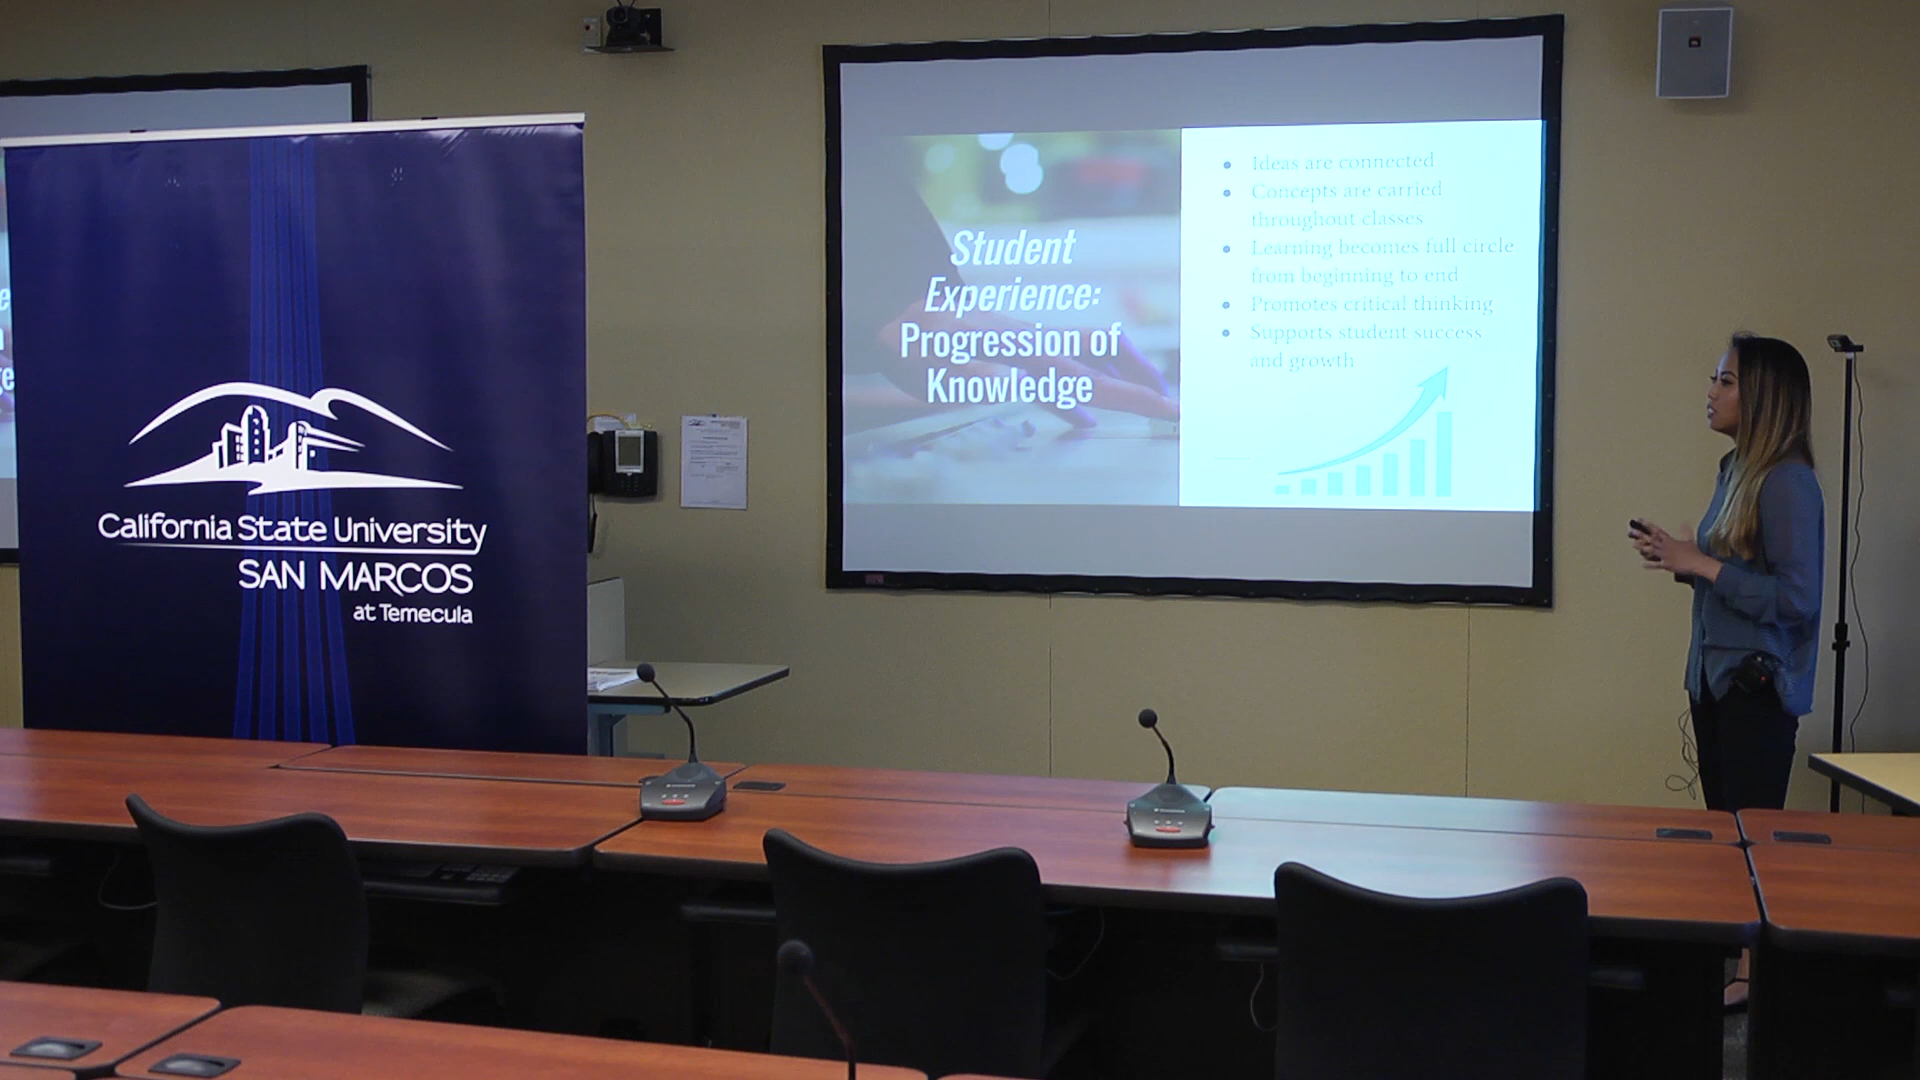 California State University
SAN MARCOS
at Temecula
Student
Experience:
Progression of
Knowledge
Ideas are connected
Concepts are carried
throughout classes
Learning becomes full circle
from beginning to end
Promotes critical thinking
Supports student success
and growth